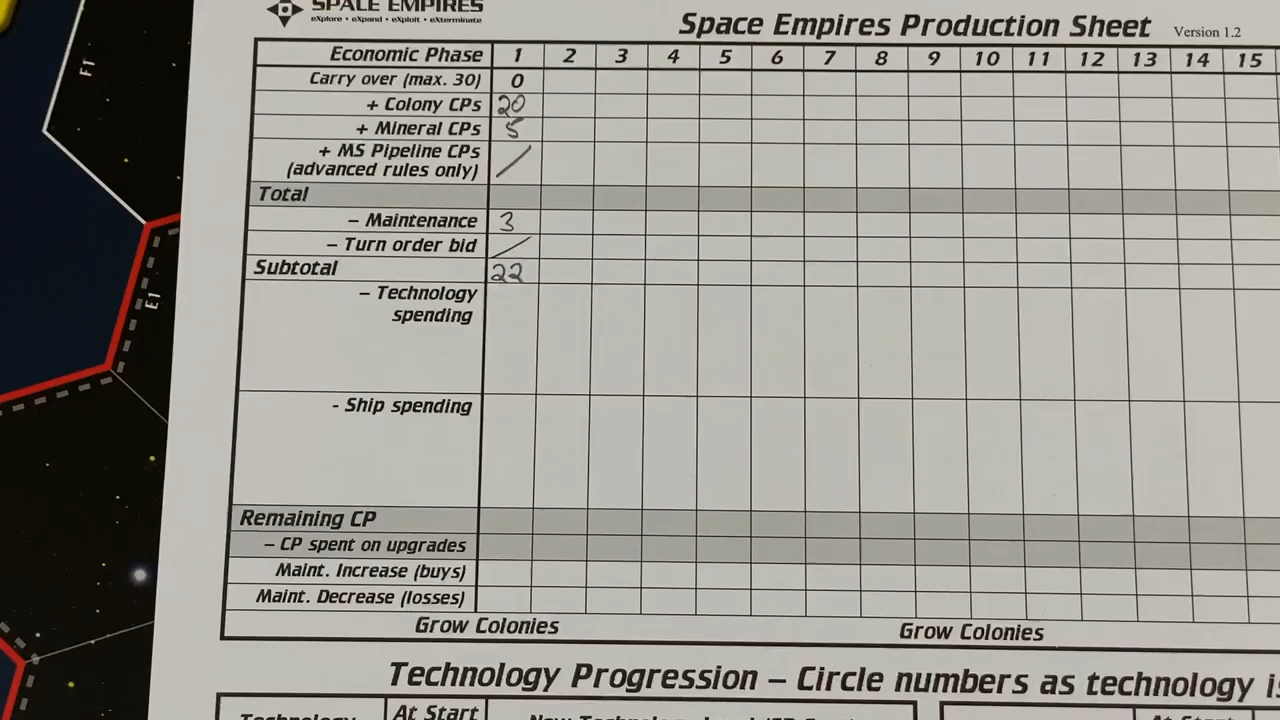 SPACE EMPIRES
eXplore • eXpand • eXploit • eXterminate
Space Empires Production Sheet Version 1.2
Economic Phase 1 2 3 4 5 6 7 8 9 10 11 12 13 14 15
Carry over (max. 30) 0
+ Colony CPs 20
+ Mineral CPs 5
+ MS Pipeline CPs
(advanced rules only) /
Total
– Maintenance 3
– Turn order bid /
Subtotal 22
– Technology
spending
- Ship spending
Remaining CP
– CP spent on upgrades
Maint. Increase (buys)
Maint. Decrease (losses)
Grow Colonies Grow Colonies
Technology Progression – Circle numbers as technology
At Start
F1
E1